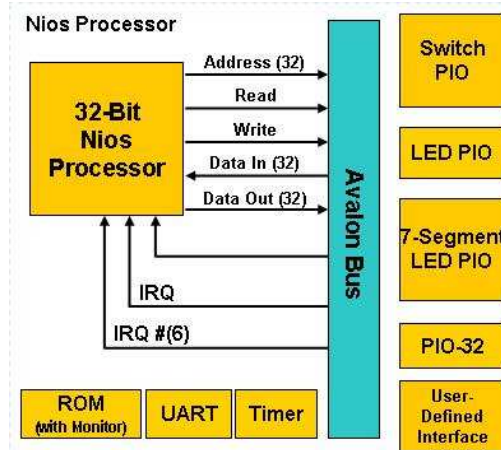 Nios Processor
32-Bit
Nios
Processor
Address (32)
Read
Write
Data In (32)
Data Out (32)
IRQ
IRQ #(6)
Avalon Bus
Switch
PIO
LED PIO
7-Segment
LED PIO
PIO-32
User-
Defined
Interface
ROM
(with Monitor)
UART
Timer